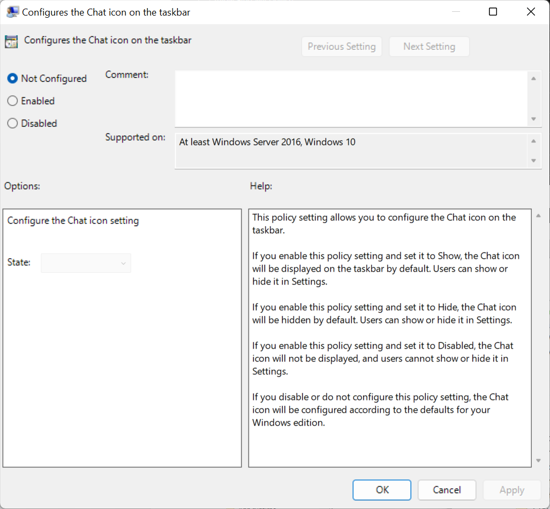 Configures the Chat icon on the taskbar
Configures the Chat icon on the taskbar
Previous Setting
Next Setting
Not Configured
Enabled
Disabled
Comment:
Supported on:
At least Windows Server 2016, Windows 10
Options:
Help:
Configure the Chat icon setting
State:
This policy setting allows you to configure the Chat icon on the
taskbar.
If you enable this policy setting and set it to Show, the Chat icon
will be displayed on the taskbar by default. Users can show or
hide it in Settings.
If you enable this policy setting and set it to Hide, the Chat icon
will be hidden by default. Users can show or hide it in Settings.
If you enable this policy setting and set it to Disabled, the Chat
icon will not be displayed, and users cannot show or hide it in
Settings.
If you disable or do not configure this policy setting, the Chat
icon will be configured according to the defaults for your
Windows edition.
OK
Cancel
Apply